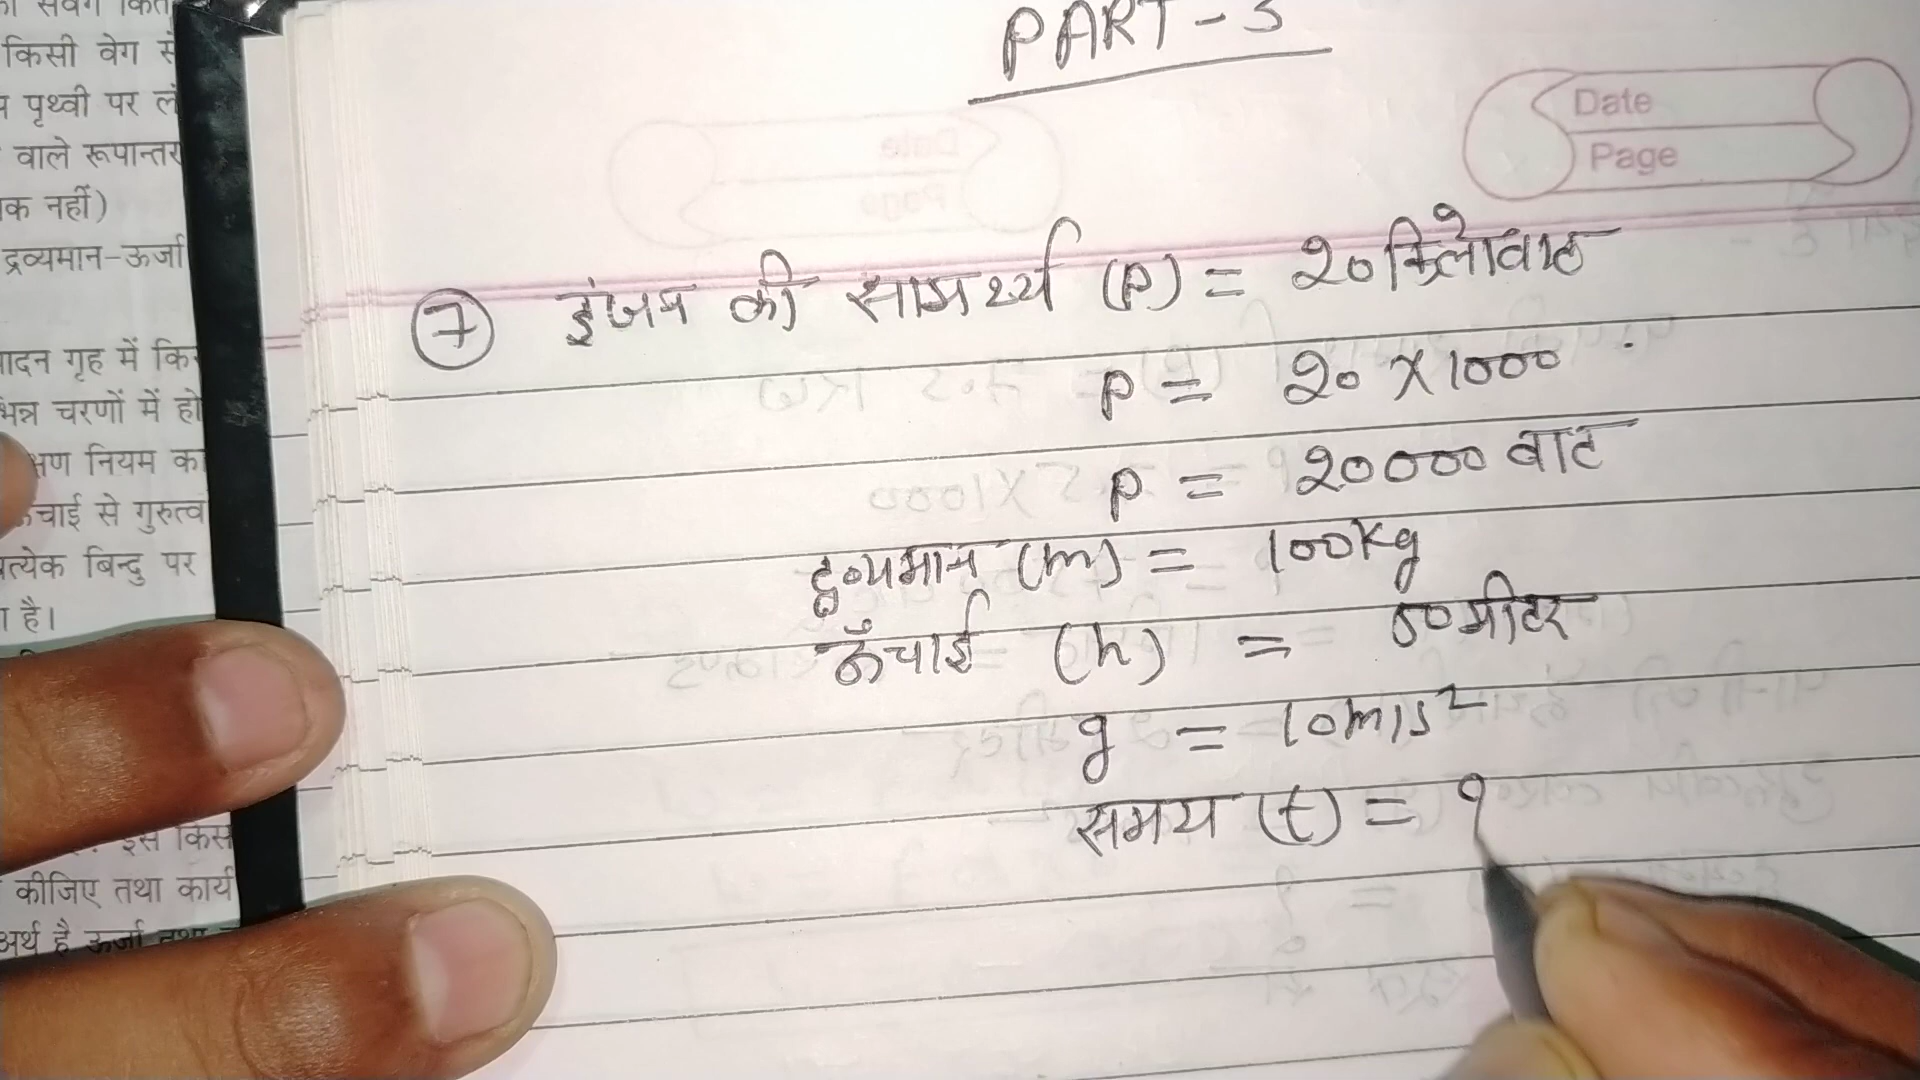 किसी वेग से
पृथ्वी पर
वाले रूपान्तर
क नहीं)
द्रव्यमान-ऊर्जा
ादन गृह में
चरणों में हो
नियम का
चाई से गुरुत्व
प्रत्येक बिन्दु पर
है।
इस किस
कीजिए तथा कार्य
अर्थ है ऊर्जा तथा
PART - 3
Date
Page
7 इंजन की सामर्थ्य (P) = 20 किलोवाट
P = 20 X 1000
P = 20000 वाट
द्रव्यमान (m) = 100kg
ऊँचाई (h) = 50 मीटर
g = 10m/s²
समय (t) = ?